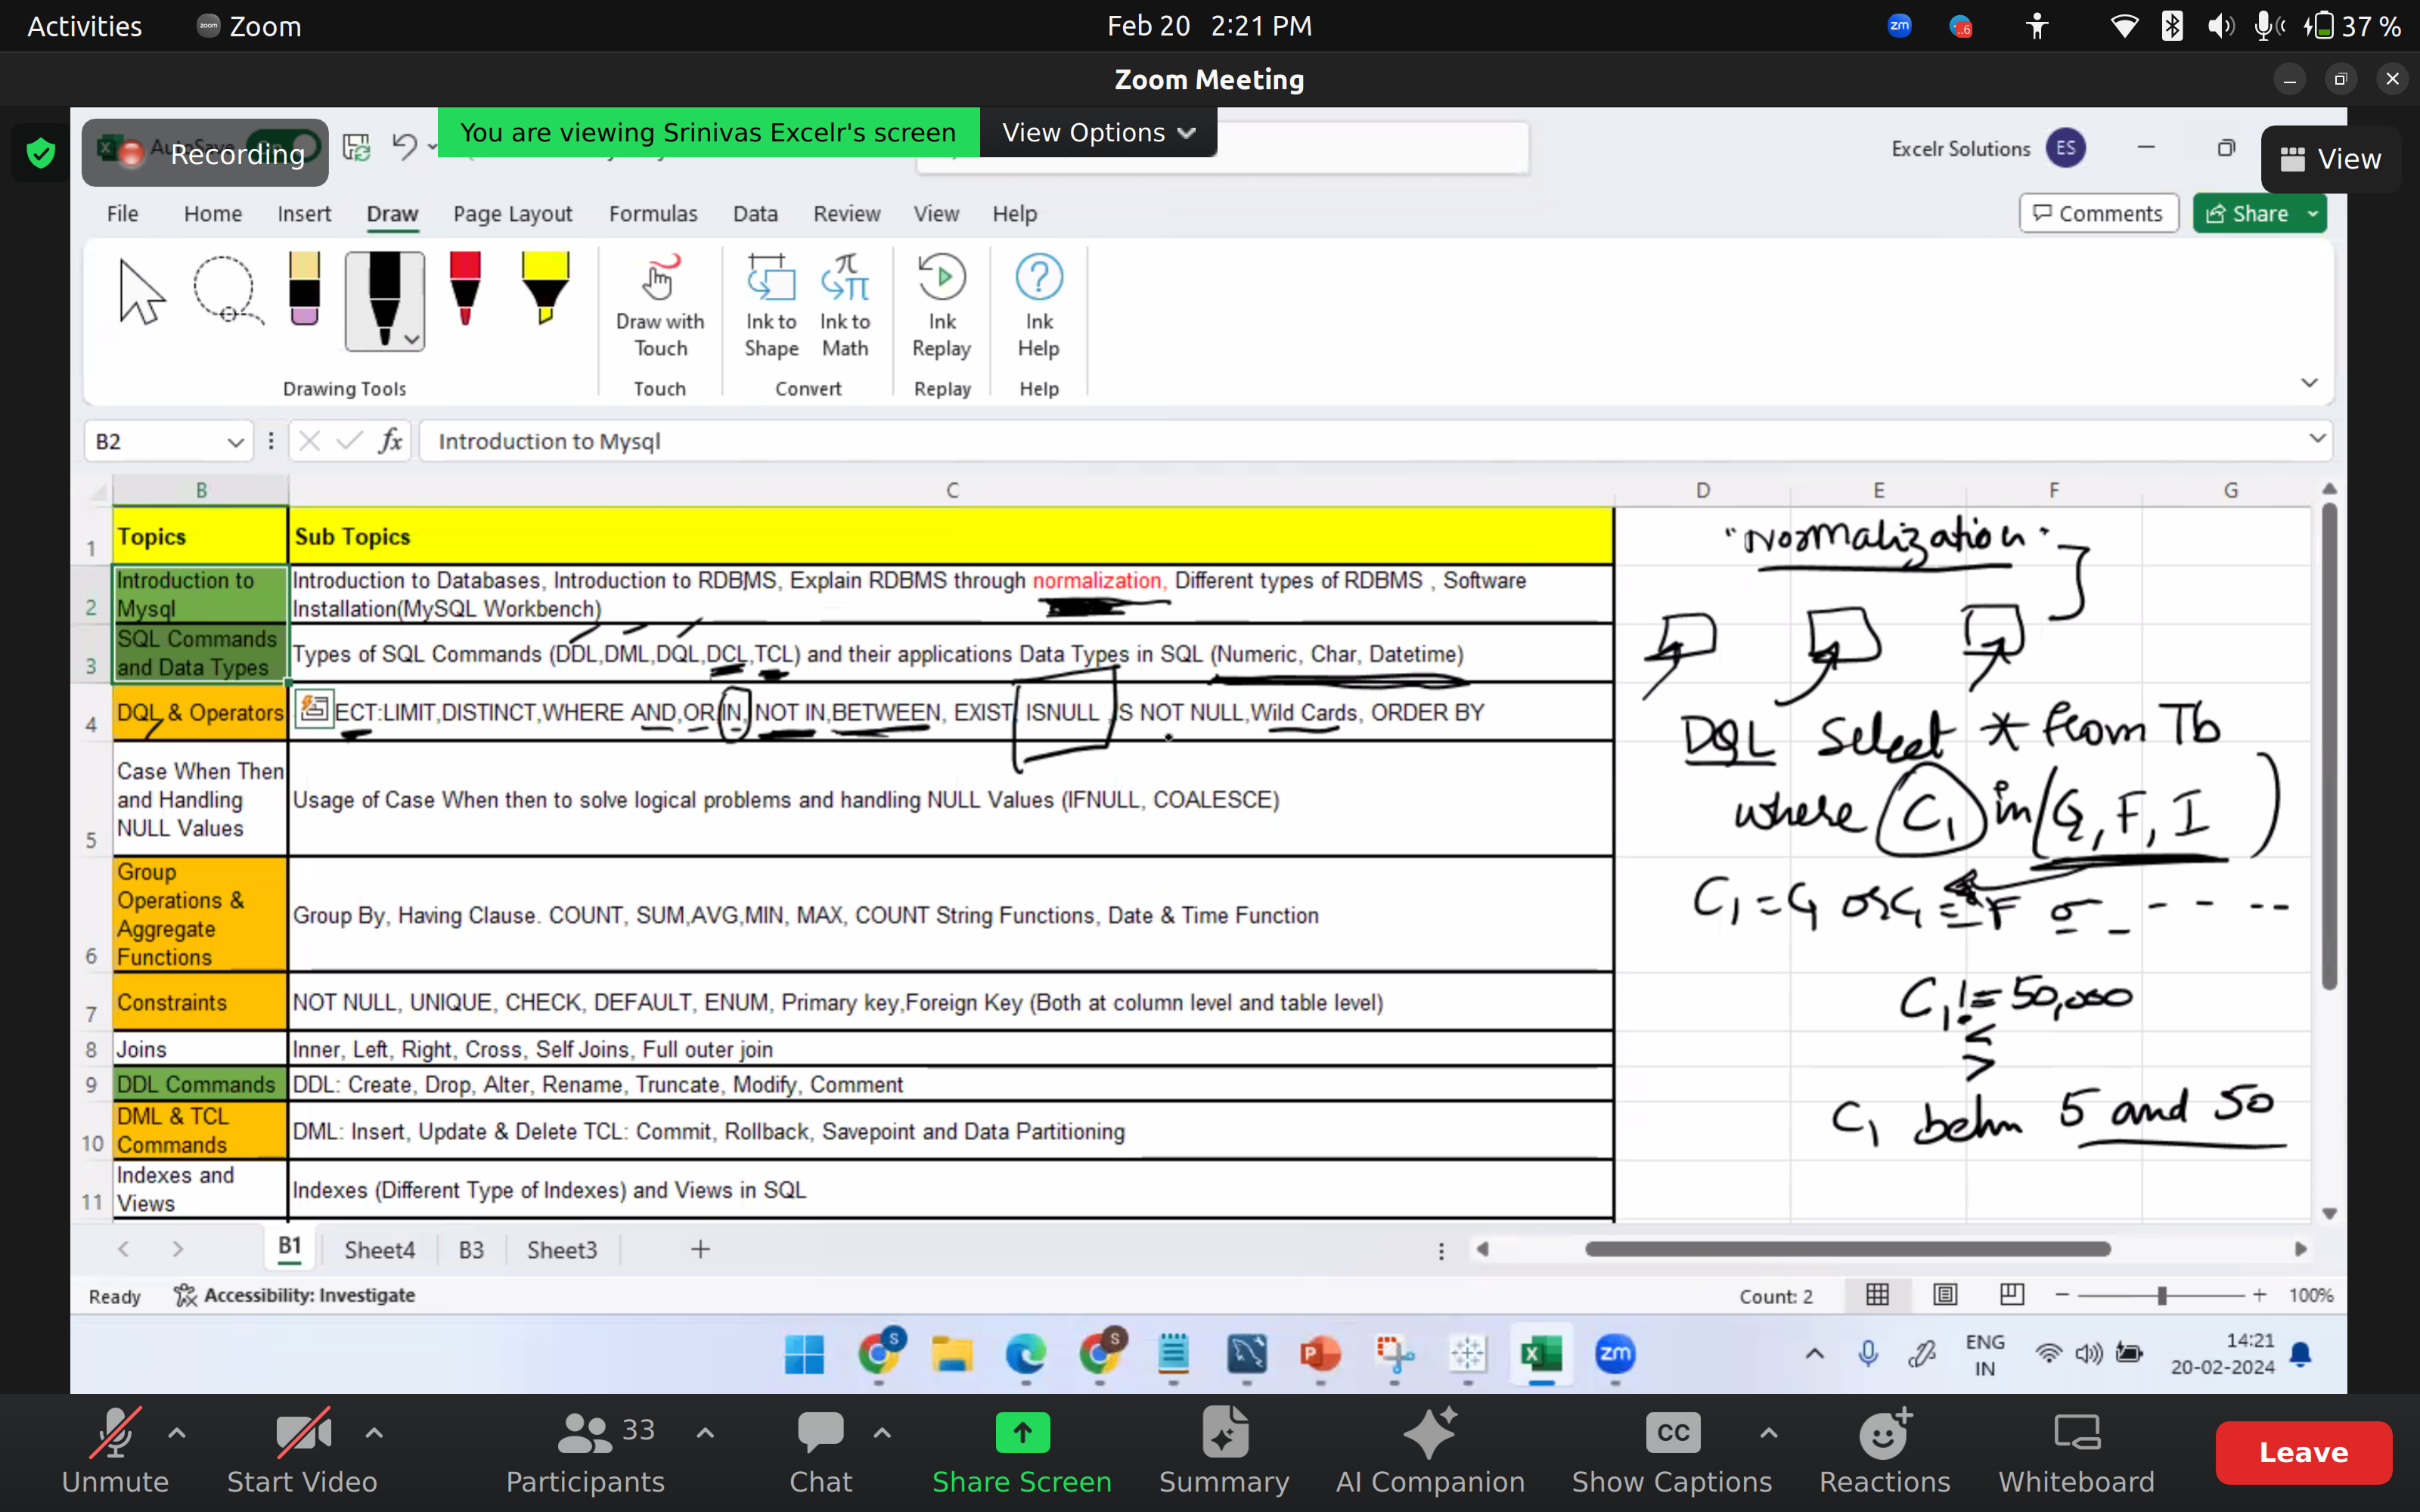 Activities
zoom Zoom
Feb 20 2:21 PM
zm
37 %
Zoom Meeting
Recording
You are viewing Srinivas Excelr's screen
View Options
Excelr Solutions
ES
View
File Home Insert Draw Page Layout Formulas Data Review View Help
Comments
Share
Draw with Touch
Ink to Shape
Ink to Math
Ink Replay
Ink Help
Drawing Tools Touch Convert Replay Help
B2
fx
Introduction to Mysql
B C D E F G
1 Topics Sub Topics
2 Introduction to Mysql
Introduction to Databases, Introduction to RDBMS, Explain RDBMS through normalization, Different types of RDBMS , Software
Installation(MySQL Workbench)
3 SQL Commands and Data Types
Types of SQL Commands (DDL,DML,DQL,DCL,TCL) and their applications Data Types in SQL (Numeric, Char, Datetime)
4 DQL & Operators
ECT:LIMIT,DISTINCT,WHERE AND,OR,IN, NOT IN,BETWEEN, EXIST, ISNULL ,IS NOT NULL,Wild Cards, ORDER BY
5 Case When Then and Handling NULL Values
Usage of Case When then to solve logical problems and handling NULL Values (IFNULL, COALESCE)
6 Group Operations & Aggregate Functions
Group By, Having Clause. COUNT, SUM,AVG,MIN, MAX, COUNT String Functions, Date & Time Function
7 Constraints
NOT NULL, UNIQUE, CHECK, DEFAULT, ENUM, Primary key,Foreign Key (Both at column level and table level)
8 Joins
Inner, Left, Right, Cross, Self Joins, Full outer join
9 DDL Commands
DDL: Create, Drop, Alter, Rename, Truncate, Modify, Comment
10 DML & TCL Commands
DML: Insert, Update & Delete TCL: Commit, Rollback, Savepoint and Data Partitioning
11 Indexes and Views
Indexes (Different Type of Indexes) and Views in SQL
"Normalization"
DQL Select * from Tb
where C1 in (G, F, I )
C1 = G or C1 = F or - - - -
C1 != 50,000
<
>
C1 5 and 50
B1 Sheet4 B3 Sheet3
Ready
Accessibility: Investigate
Count: 2
100%
S
S
P
X
zm
ENG
IN
14:21
20-02-2024
33
CC
Unmute
Start Video
Participants
Chat
Share Screen
Summary
AI Companion
Show Captions
Reactions
Whiteboard
Leave